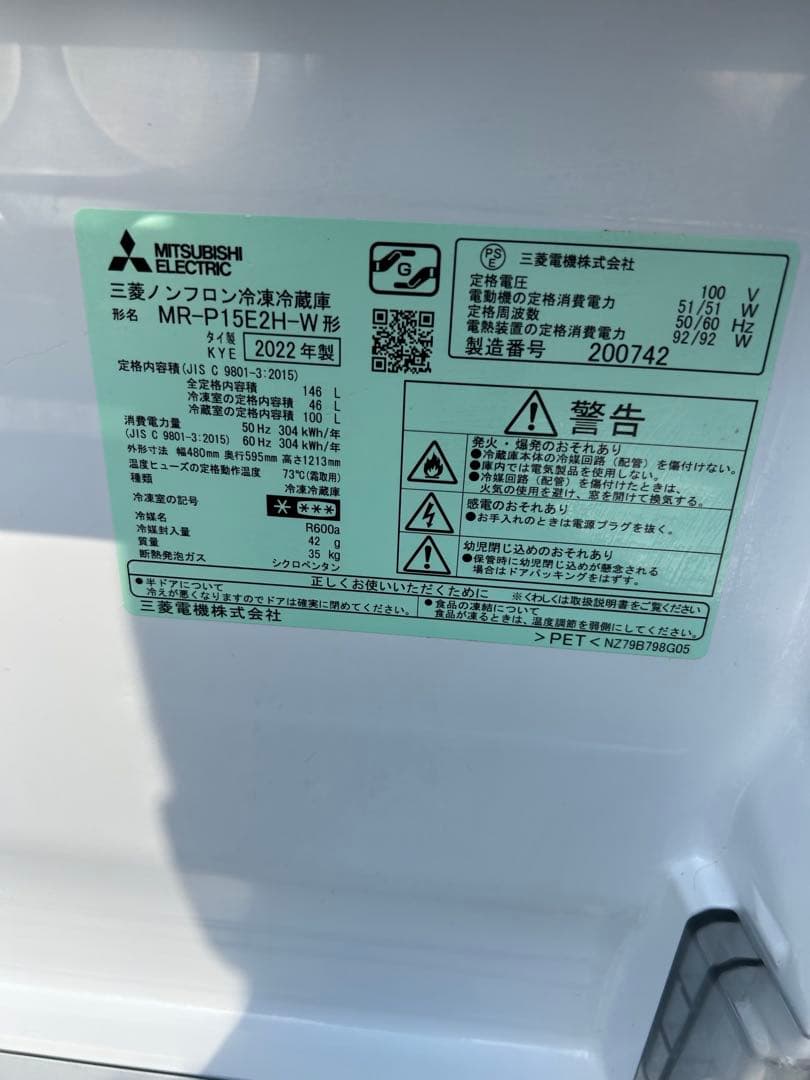 MITSUBISHI
ELECTRIC
三菱ノンフロン冷凍冷蔵庫
形名 MR-P15E2H-W形
タイ製
KYE 2022年製
定格内容積(JIS C 9801-3:2015)
全定格内容積 146 L
冷凍室の定格内容積 46 L
冷蔵室の定格内容積 100 L
消費電力量 50 Hz 304 kWh/年
(JIS C 9801-3:2015) 60 Hz 304 kWh/年
外形寸法 幅480mm 奥行595mm 高さ1213mm
温度ヒューズの定格動作温度 73℃(霜取用)
種類 冷凍冷蔵庫
冷凍室の記号
冷媒名 R600a
冷媒封入量 42 g
質量 35 kg
断熱発泡ガス シクロペンタン
G
PS
E
三菱電機株式会社
定格電圧 100 V
電動機の定格消費電力 51/51 W
定格周波数 50/60 Hz
電熱装置の定格消費電力 92/92 W
製造番号 200742
警告
発火・爆発のおそれあり
●冷蔵庫本体の冷媒回路(配管)を傷付けない。
●庫内では電気製品を使用しない。
●冷媒回路(配管)を傷付けたときは、
火気の使用を避け、窓を開けて換気する。
感電のおそれあり
●お手入れのときは電源プラグを抜く。
幼児閉じ込めのおそれあり
●保管時に幼児閉じ込めが懸念される
場合はドアパッキングをはずす。
正しくお使いいただくために ※くわしくは取扱説明書をご覧ください
●半ドアについて
冷えが悪くなりますのでドアは確実に閉めてください。
●食品の凍結について
食品が凍るときは、温度調節を弱側にしてください。
三菱電機株式会社
>PET< NZ79B798G05